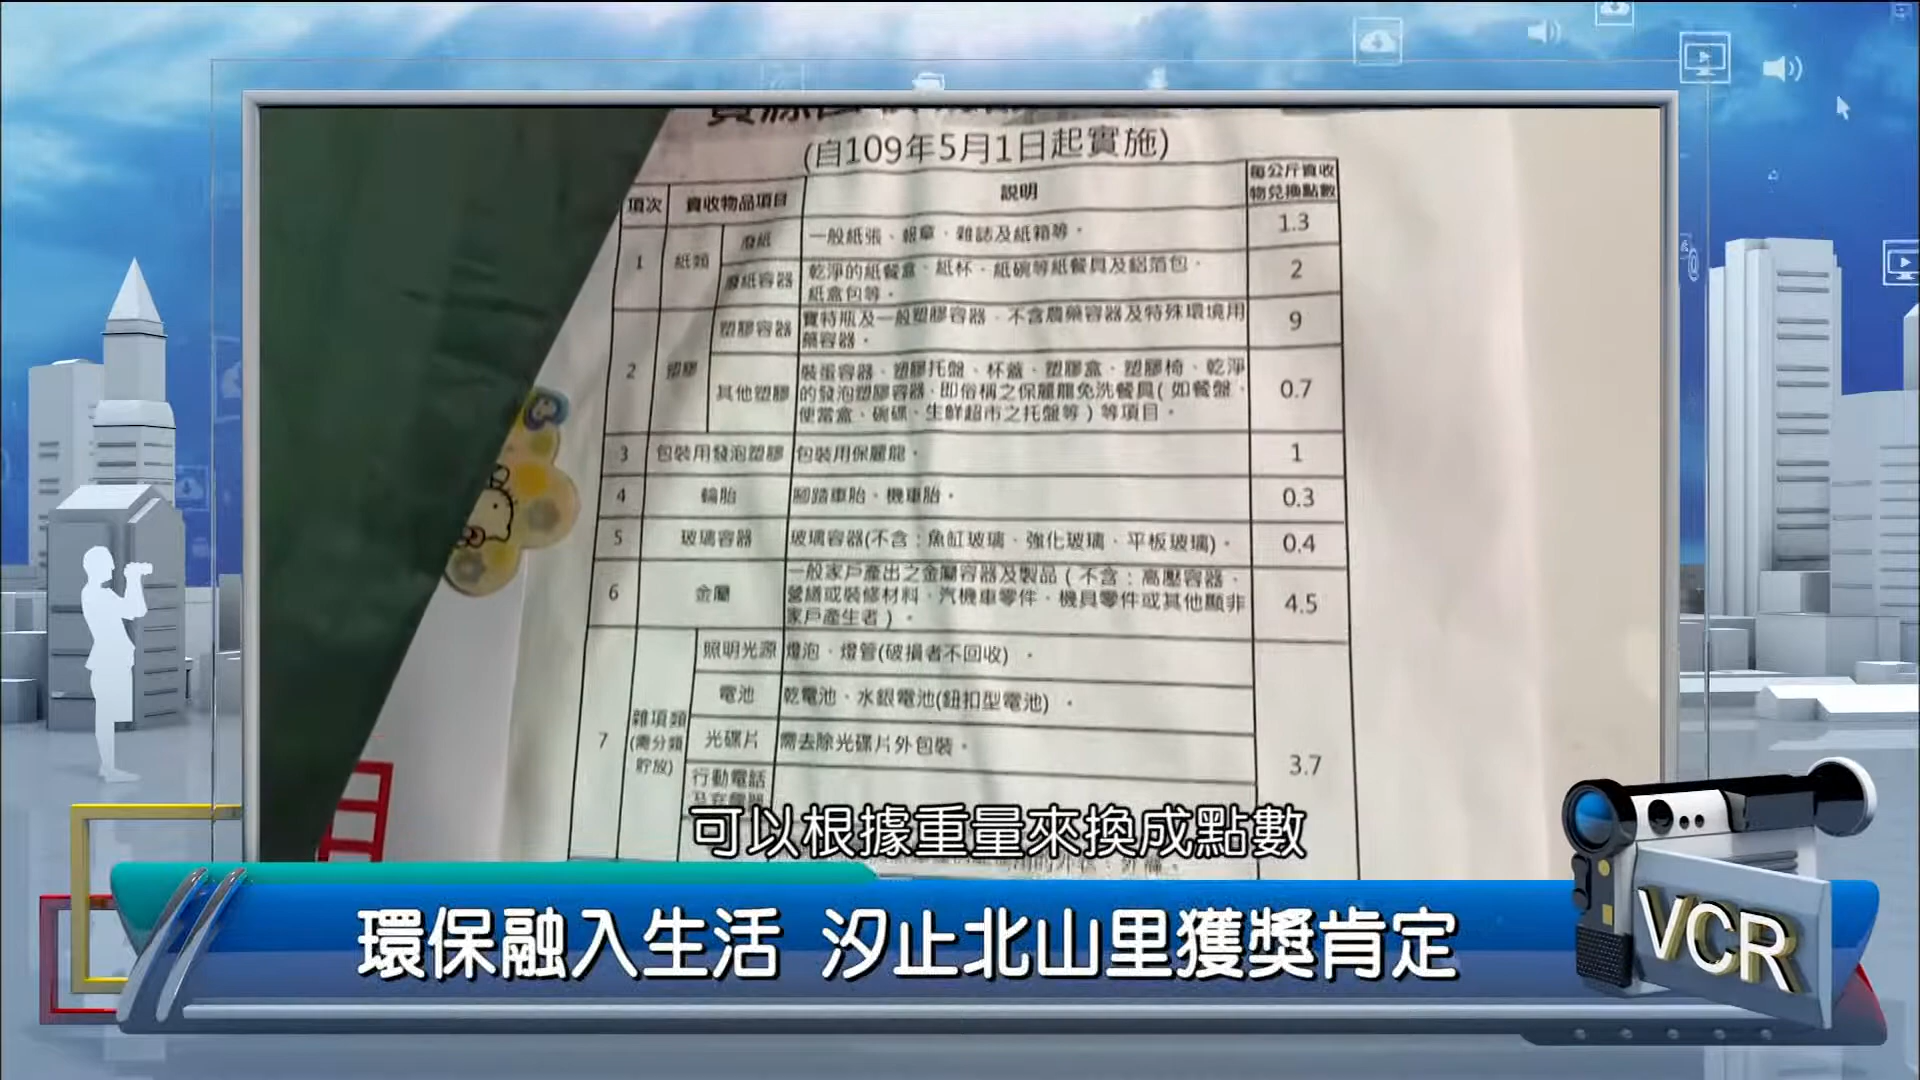 (自109年5月1日起實施)
項次 資收物品項目 說明 每公斤資收物兌換點數
1 紙類 廢紙 一般紙張、報章、雜誌及紙箱等。 1.3
廢紙容器 乾淨的紙餐盒、紙杯、紙碗等紙餐具及鋁箔包、
紙盒包等。 2
2 塑膠 塑膠容器 寶特瓶及一般塑膠容器、不含農藥容器及特殊環境用
藥容器。 9
其他塑膠 裝蛋容器、塑膠托盤、杯蓋、塑膠盒、塑膠椅、乾淨
的發泡塑膠容器,即俗稱之保麗龍免洗餐具(如餐盤、
便當盒、碗碟、生鮮超市之托盤等)等項目。 0.7
3 包裝用發泡塑膠 包裝用保麗龍。 1
4 輪胎 腳踏車胎、機車胎。 0.3
5 玻璃容器 玻璃容器(不含:魚缸玻璃、強化玻璃、平板玻璃)。 0.4
6 金屬 一般家戶產出之金屬容器及製品(不含:高壓容器、
營繕或裝修材料、汽機車零件、機具零件或其他顯非
家戶產生者)。 4.5
7 雜項類(需分類貯放) 照明光源 燈泡、燈管(破損者不回收)。 3.7
電池 乾電池、水銀電池(鈕扣型電池)。
光碟片 需去除光碟片外包裝。
行動電話
可以根據重量來換成點數
環保融入生活 汐止北山里獲獎肯定
VCR